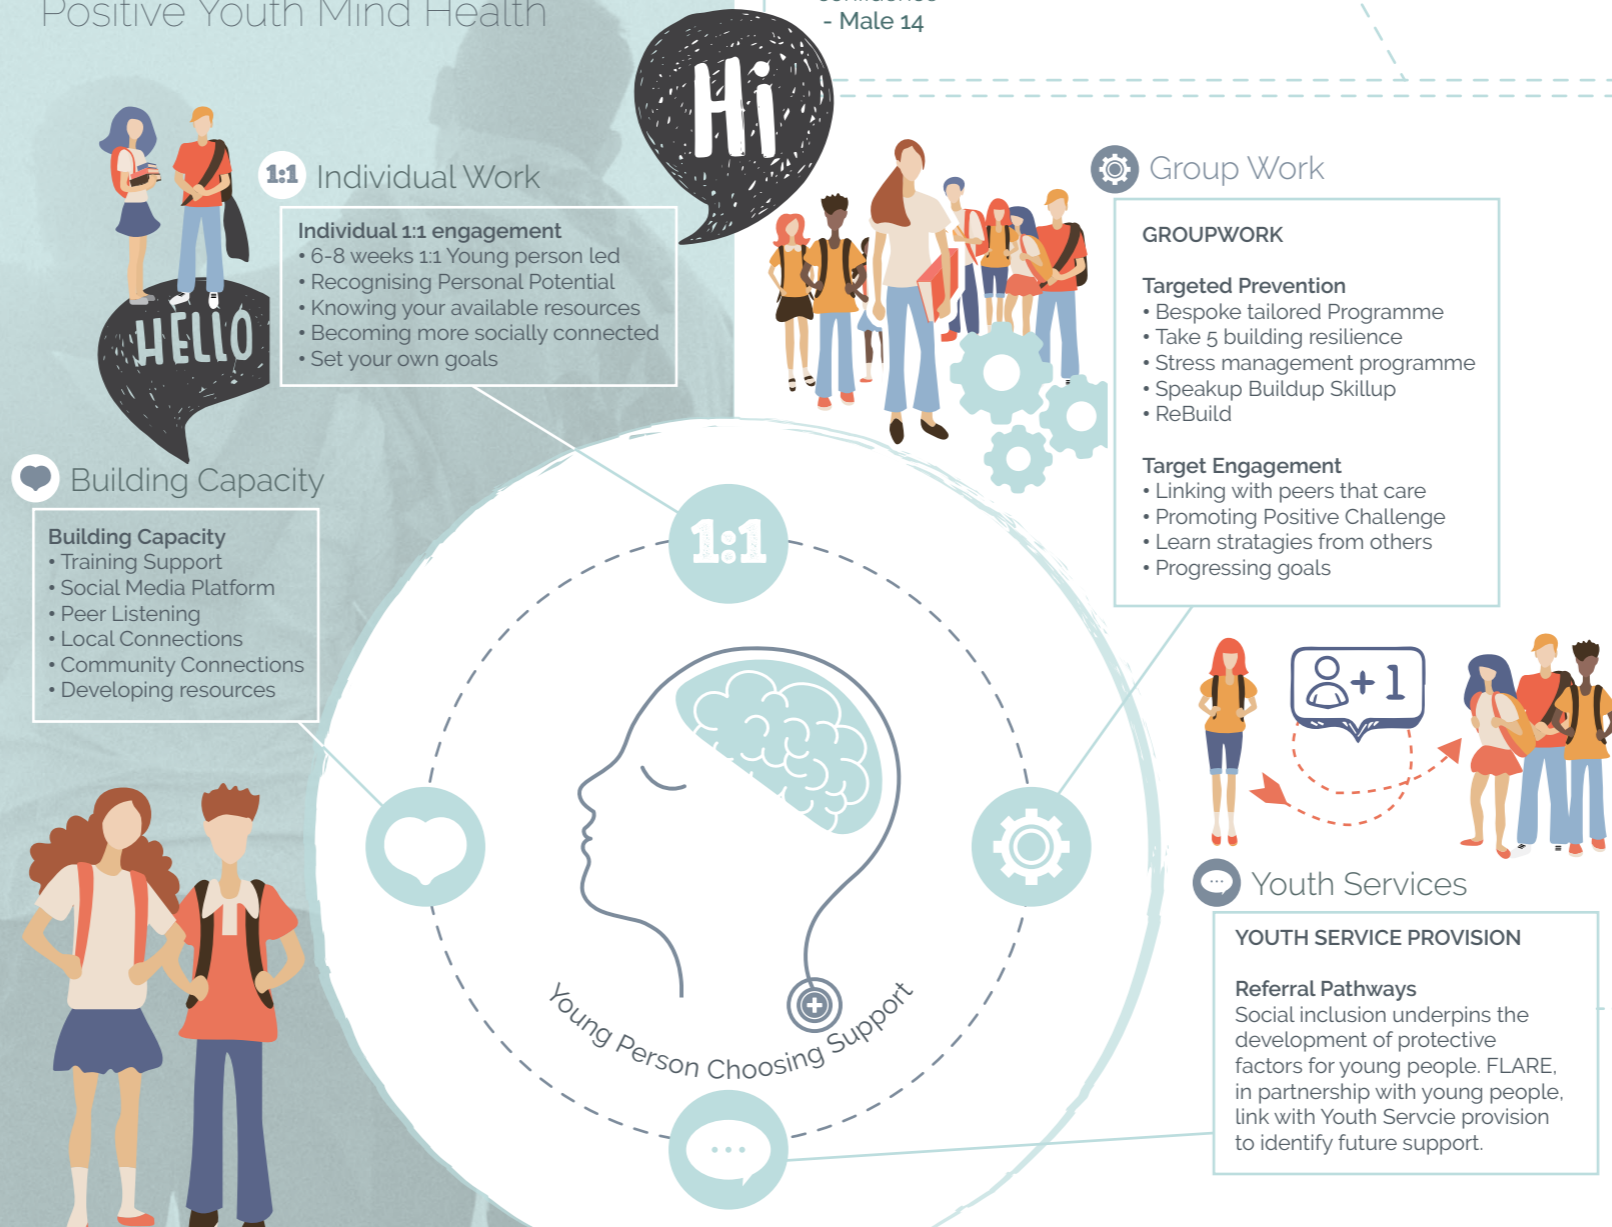 Positive Youth Mind Health
- Male 14
Hi
HELLO
1:1 Individual Work
Individual 1:1 engagement
• 6-8 weeks 1:1 Young person led
• Recognising Personal Potential
• Knowing your available resources
• Becoming more socially connected
• Set your own goals
Group Work
GROUPWORK
Targeted Prevention
• Bespoke tailored Programme
• Take 5 building resilience
• Stress management programme
• Speakup Buildup Skillup
• ReBuild
Target Engagement
• Linking with peers that care
• Promoting Positive Challenge
• Learn stratagies from others
• Progressing goals
Building Capacity
Building Capacity
• Training Support
• Social Media Platform
• Peer Listening
• Local Connections
• Community Connections
• Developing resources
1:1
Young Person Choosing Support
+1
Youth Services
YOUTH SERVICE PROVISION
Referral Pathways
Social inclusion underpins the
development of protective
factors for young people. FLARE,
in partnership with young people,
link with Youth Servcie provision
to identify future support.